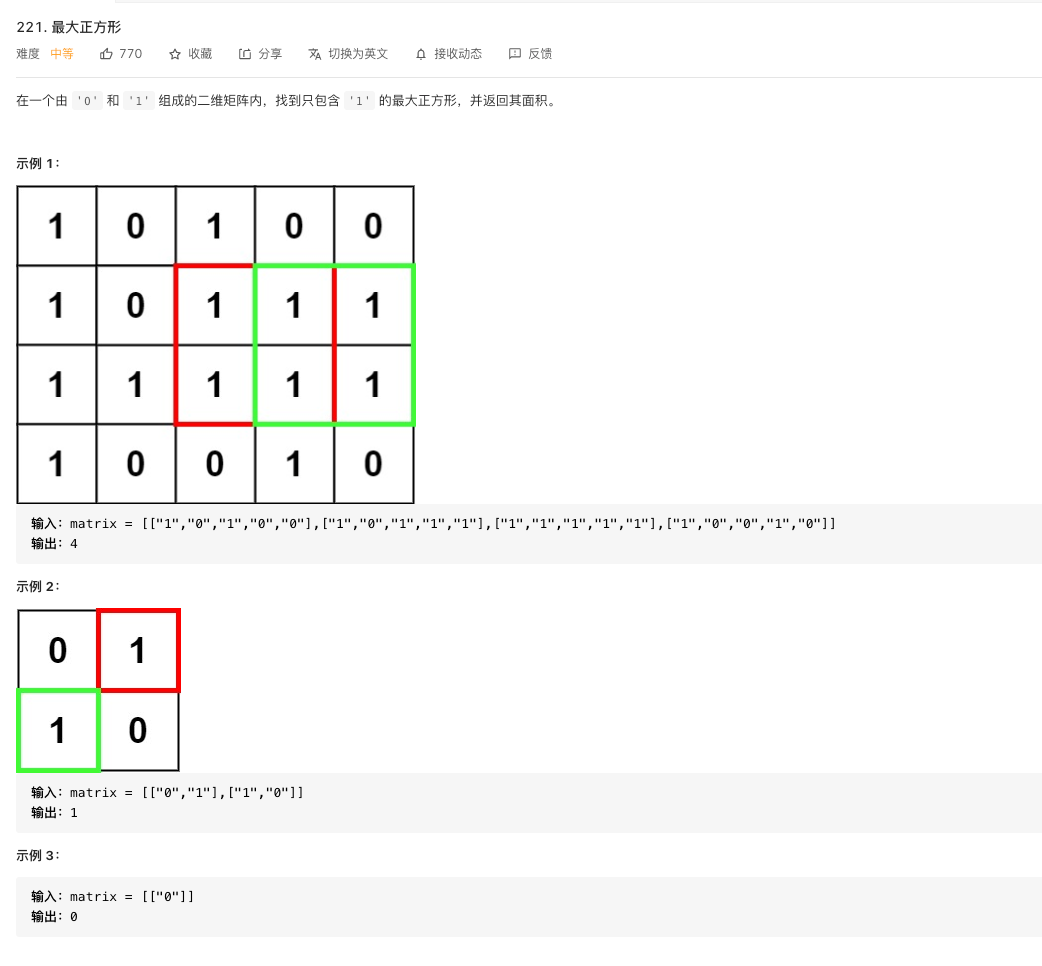 221. 最大正方形
难度 中等 770 收藏 分享 切换为英文 接收动态 反馈
在一个由 '0' 和 '1' 组成的二维矩阵内，找到只包含 '1' 的最大正方形，并返回其面积。
示例 1：
1 0 1 0 0
1 0 1 1 1
1 1 1 1 1
1 0 0 1 0
输入：matrix = [["1","0","1","0","0"],["1","0","1","1","1"],["1","1","1","1","1"],["1","0","0","1","0"]]
输出：4
示例 2：
0 1
1 0
输入：matrix = [["0","1"],["1","0"]]
输出：1
示例 3：
输入：matrix = [["0"]]
输出：0